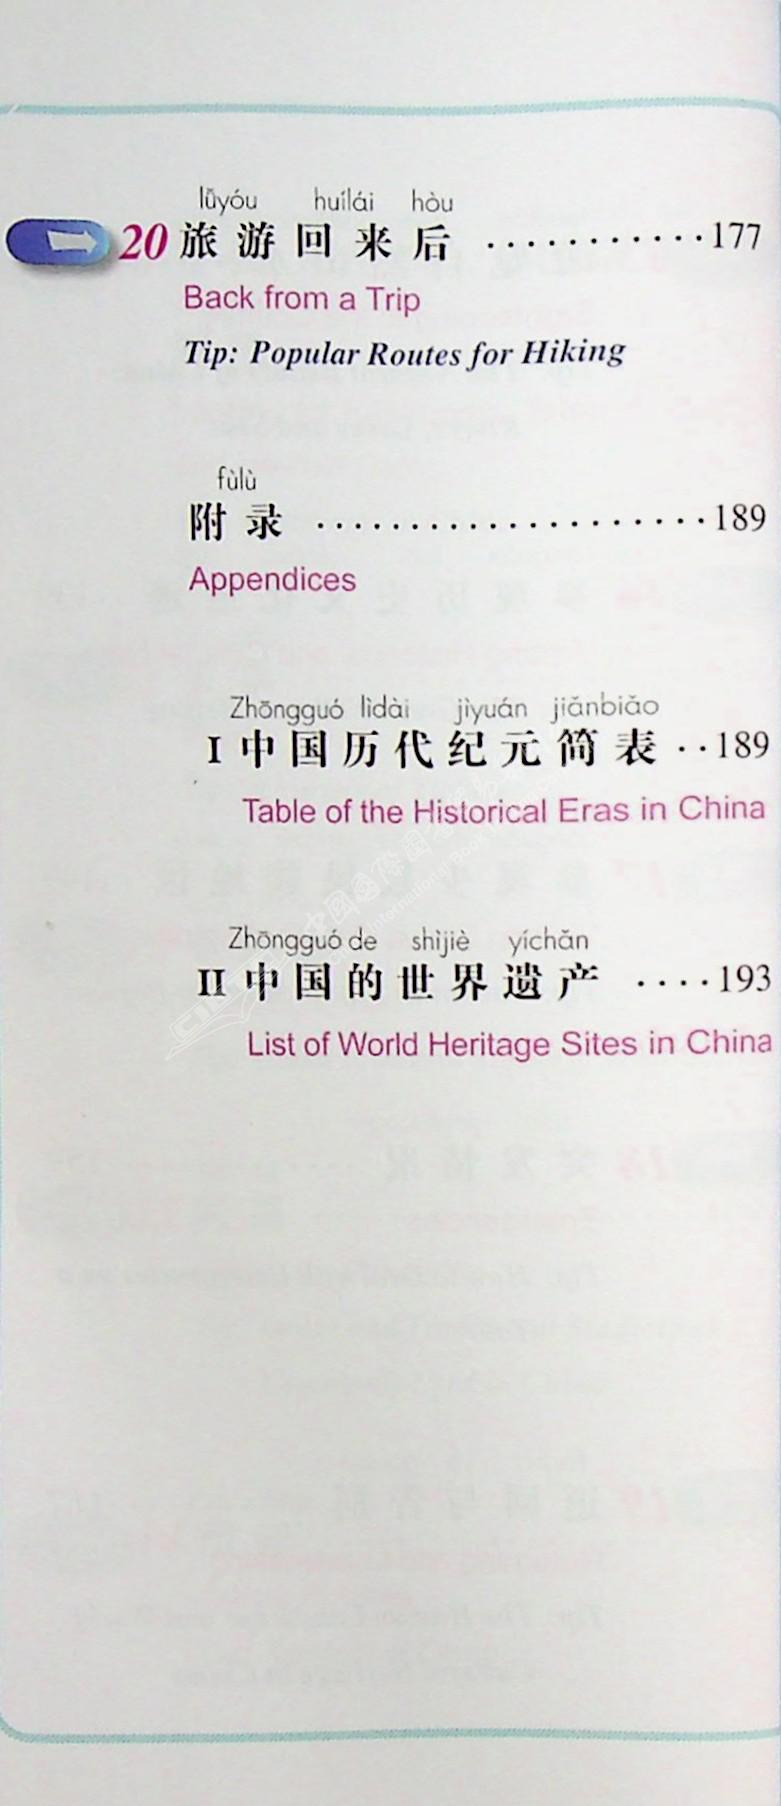 lǚyóu huílái hòu
20 旅游回来后 ············177
Back from a Trip
Tip: Popular Routes for Hiking
fùlù
附录 ·····················189
Appendices
Zhōngguó lìdài jìyuán jiǎnbiǎo
I 中国历代纪元简表 ··189
Table of the Historical Eras in China
Zhōngguó de shìjiè yíchǎn
II 中国的世界遗产 ····193
List of World Heritage Sites in China